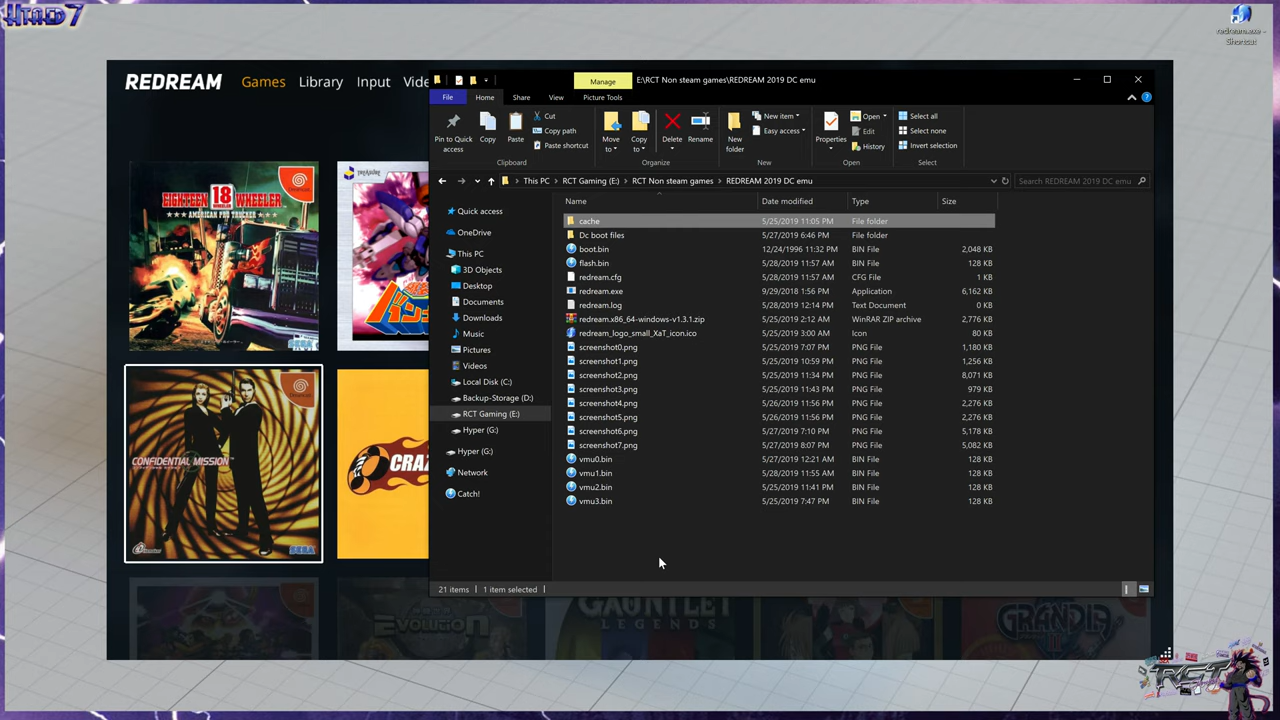 Htaed 7
redream.exe - Shortcut
REDREAM Games Library Input Vide
Manage E:\RCT Non steam games\REDREAM 2019 DC emu
File Home Share View Picture Tools
Pin to Quick access
Copy
Paste
Cut
Copy path
Paste shortcut
Clipboard
Move to
Copy to
Delete
Rename
Organize
New folder
New item
Easy access
New
Properties
Open
Edit
History
Open
Select all
Select none
Invert selection
Select
This PC RCT Gaming (E:) RCT Non steam games REDREAM 2019 DC emu
Search REDREAM 2019 DC emu
Quick access
OneDrive
This PC
3D Objects
Desktop
Documents
Downloads
Music
Pictures
Videos
Local Disk (C:)
Backup-Storage (D:)
RCT Gaming (E:)
Hyper (G:)
Hyper (G:)
Network
Catch!
Name Date modified Type Size
cache 5/25/2019 11:05 PM File folder
Dc boot files 5/27/2019 6:46 PM File folder
boot.bin 12/24/1996 11:32 PM BIN File 2,048 KB
flash.bin 5/28/2019 11:57 AM BIN File 128 KB
redream.cfg 5/28/2019 11:57 AM CFG File 1 KB
redream.exe 9/29/2018 1:56 PM Application 6,162 KB
redream.log 5/28/2019 12:14 PM Text Document 0 KB
redream.x86_64-windows-v1.3.1.zip 5/25/2019 2:12 AM WinRAR ZIP archive 2,776 KB
redream_logo_small_XaT_icon.ico 5/25/2019 3:00 AM Icon 80 KB
screenshot0.png 5/25/2019 7:07 PM PNG File 1,180 KB
screenshot1.png 5/25/2019 10:59 PM PNG File 1,256 KB
screenshot2.png 5/25/2019 11:34 PM PNG File 8,071 KB
screenshot3.png 5/25/2019 11:43 PM PNG File 979 KB
screenshot4.png 5/26/2019 11:56 PM PNG File 2,276 KB
screenshot5.png 5/26/2019 11:56 PM PNG File 2,276 KB
screenshot6.png 5/27/2019 7:10 PM PNG File 5,178 KB
screenshot7.png 5/27/2019 8:07 PM PNG File 5,082 KB
vmu0.bin 5/27/2019 12:21 AM BIN File 128 KB
vmu1.bin 5/28/2019 11:55 AM BIN File 128 KB
vmu2.bin 5/25/2019 11:41 PM BIN File 128 KB
vmu3.bin 5/25/2019 7:47 PM BIN File 128 KB
21 items 1 item selected
EIGHTEEN 18 WHEELER
AMERICAN PRO TRUCKER
Dreamcast
SEGA
CONFIDENTIAL MISSION
Dreamcast
SEGA
CRAZ
EVOLUTION
GAUNTLET
LEGENDS
GRANDIA
II
RCT